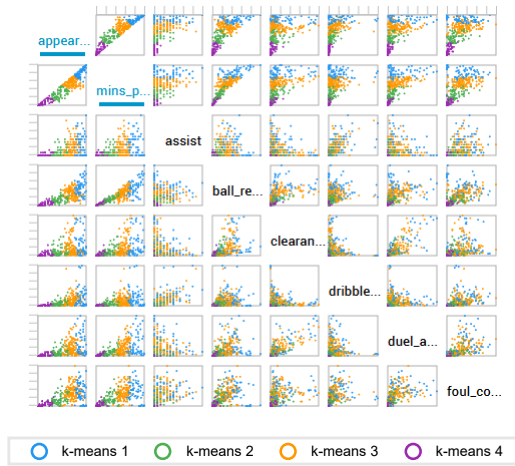 appear...
mins_p...
assist
ball_re...
clearan...
dribble...
duel_a...
foul_co...
k-means 1 k-means 2 k-means 3 k-means 4